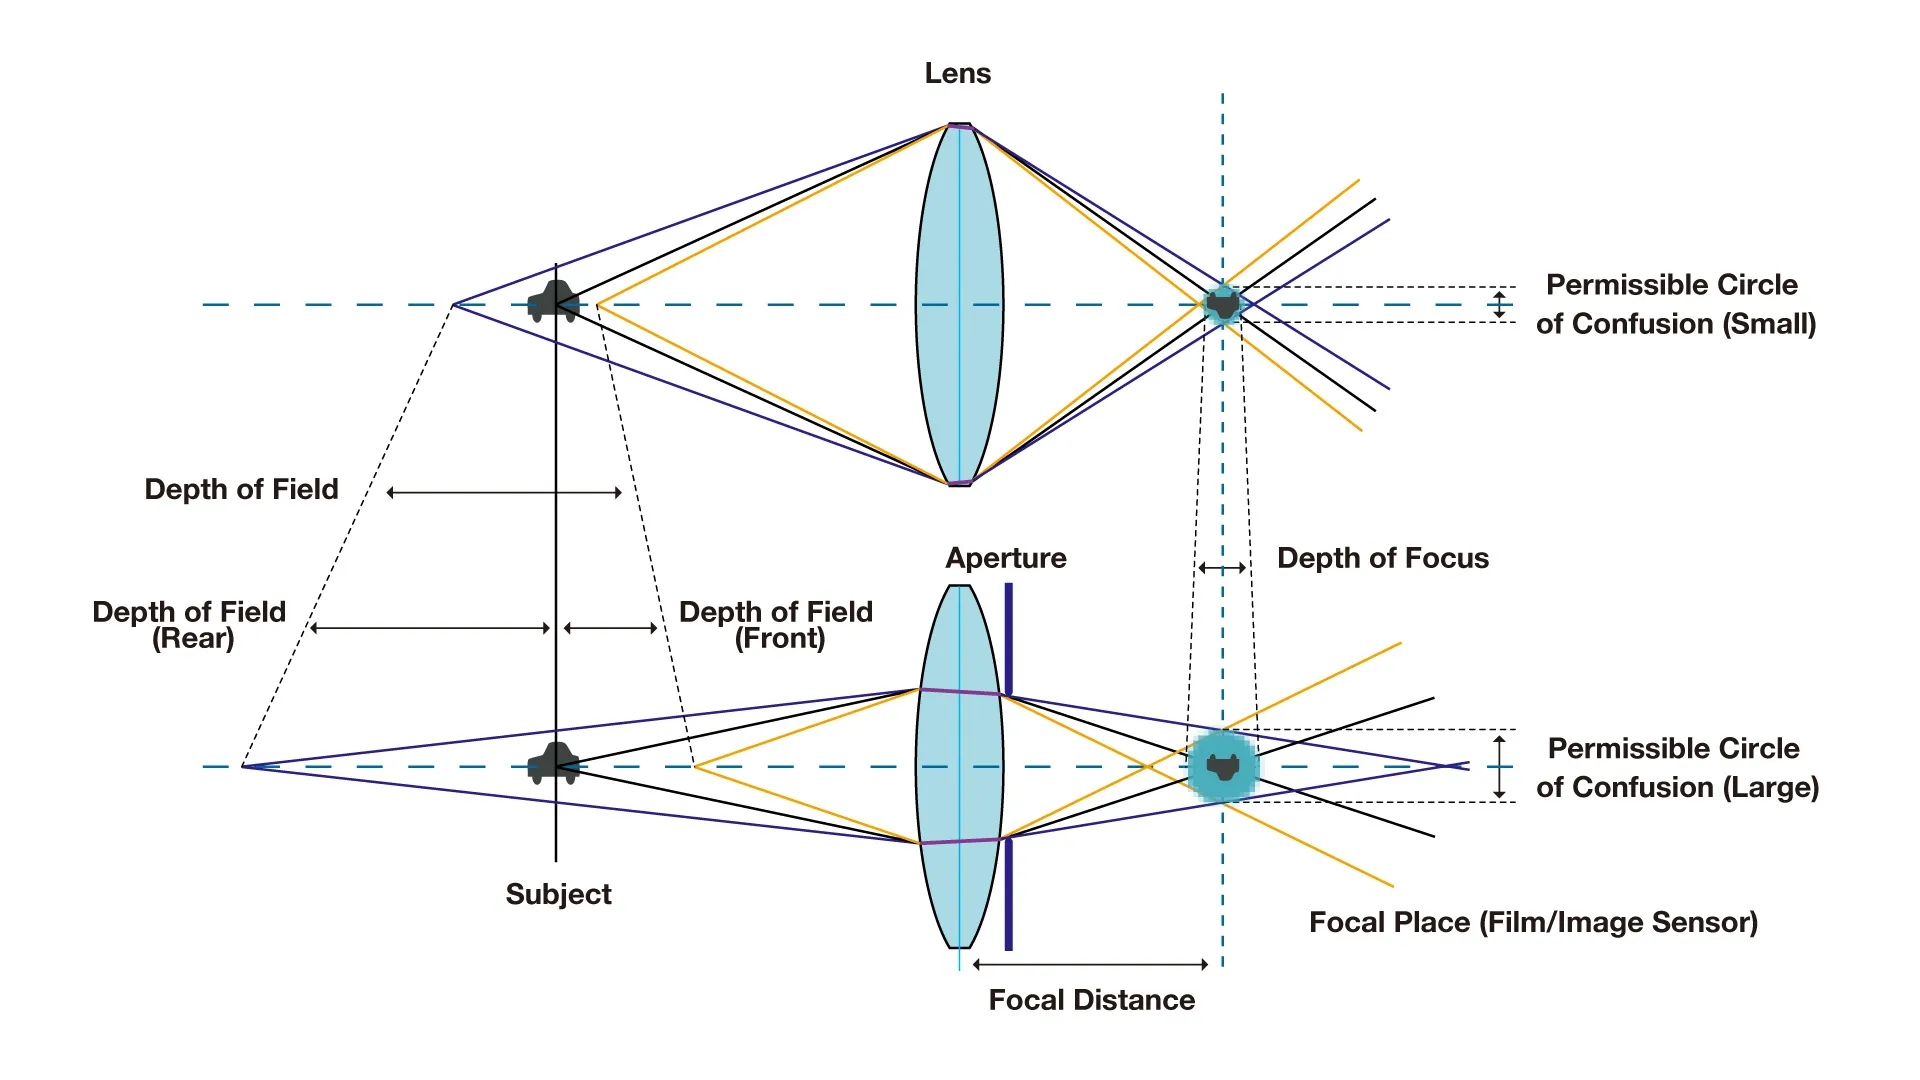 Lens
Permissible Circle
of Confusion (Small)
Depth of Field
Aperture
Depth of Focus
Depth of Field
(Rear)
Depth of Field
(Front)
Permissible Circle
of Confusion (Large)
Subject
Focal Place (Film/Image Sensor)
Focal Distance